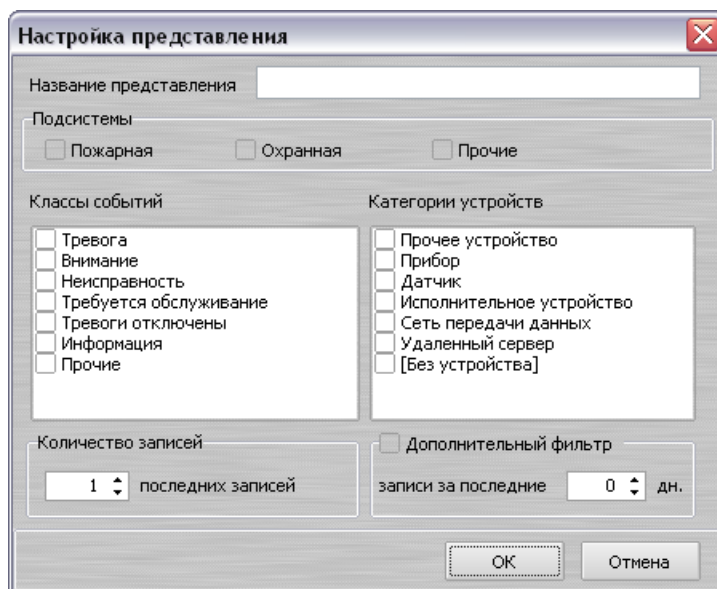 Настройка представления
Название представления
Подсистемы
Пожарная Охранная Прочие
Классы событий
Тревога
Внимание
Неисправность
Требуется обслуживание
Тревоги отключены
Информация
Прочие
Категории устройств
Прочее устройство
Прибор
Датчик
Исполнительное устройство
Сеть передачи данных
Удаленный сервер
[Без устройства]
Количество записей
1 последних записей
Дополнительный фильтр
записи за последние 0 дн.
ОК Отмена